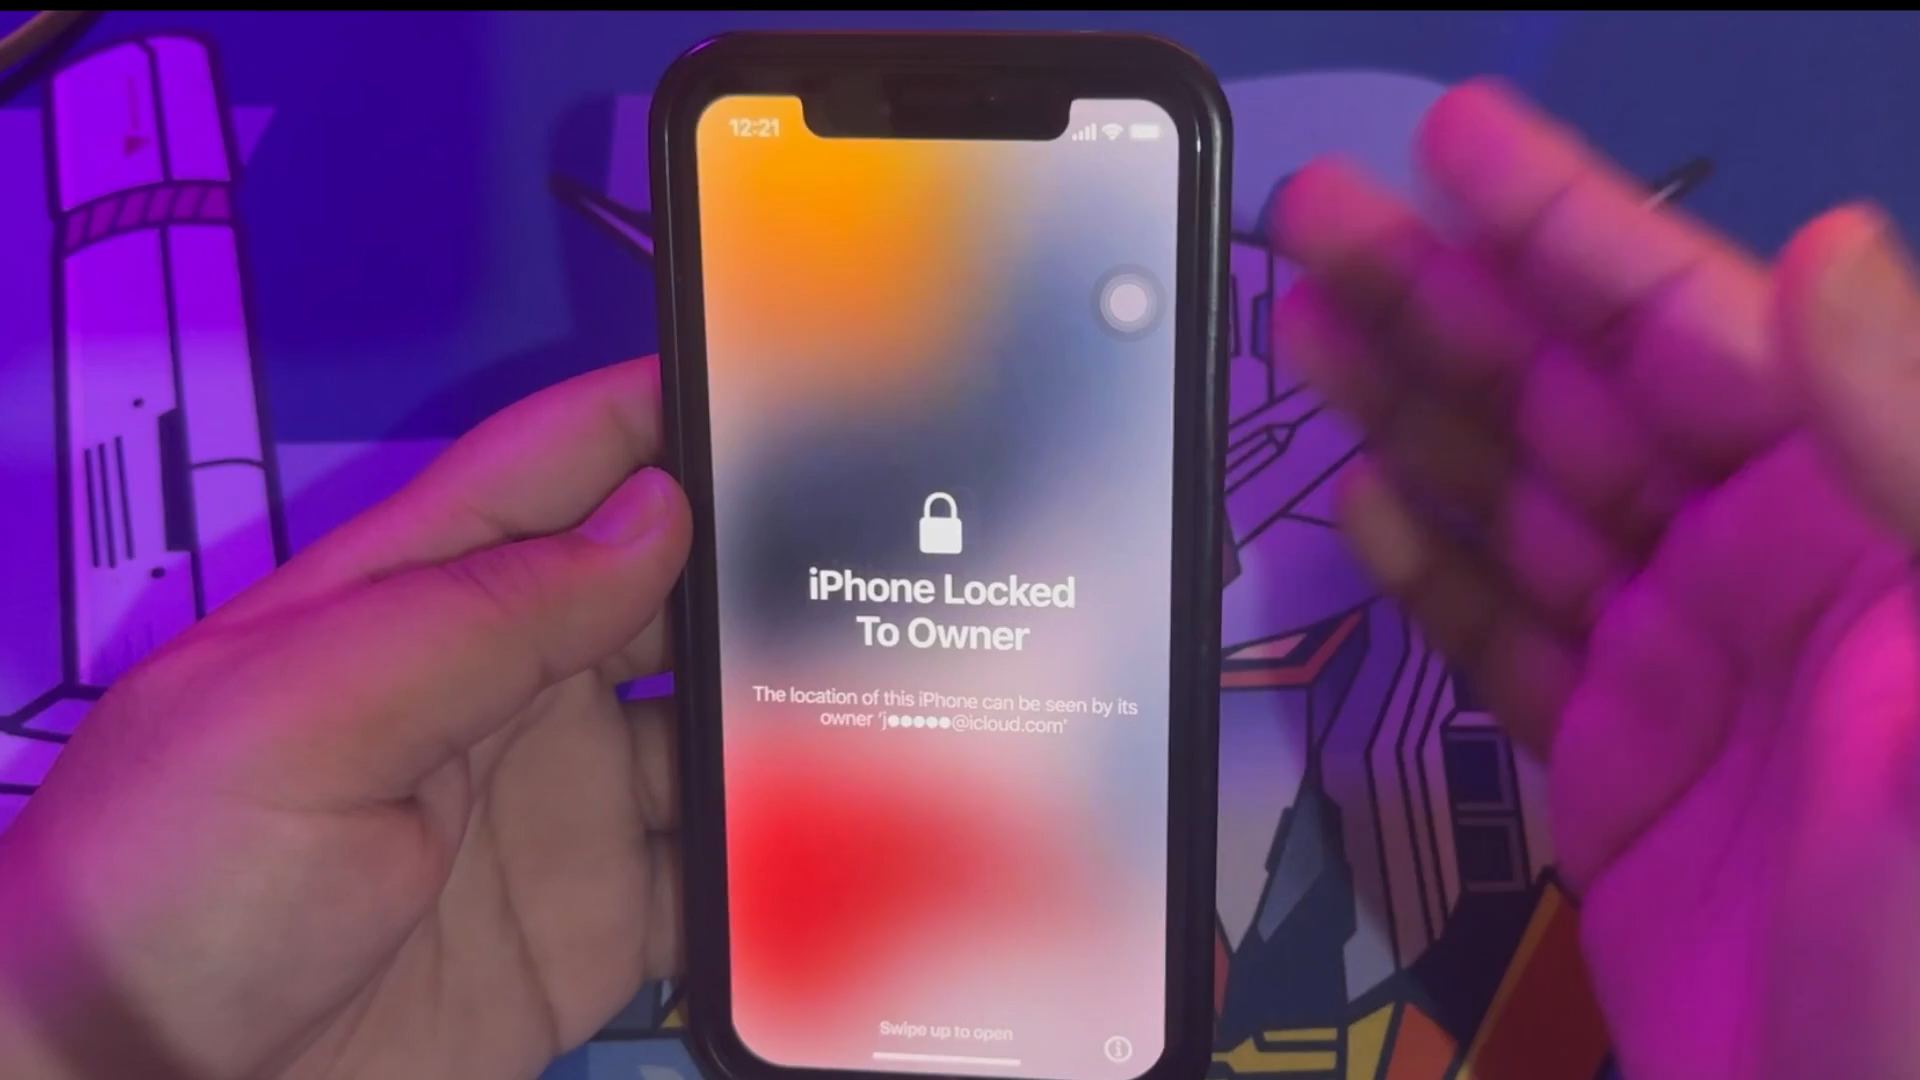 12:21
iPhone Locked
To Owner
The location of this iPhone can be seen by its
owner 'j●●●●●@icloud.com'
Swipe up to open